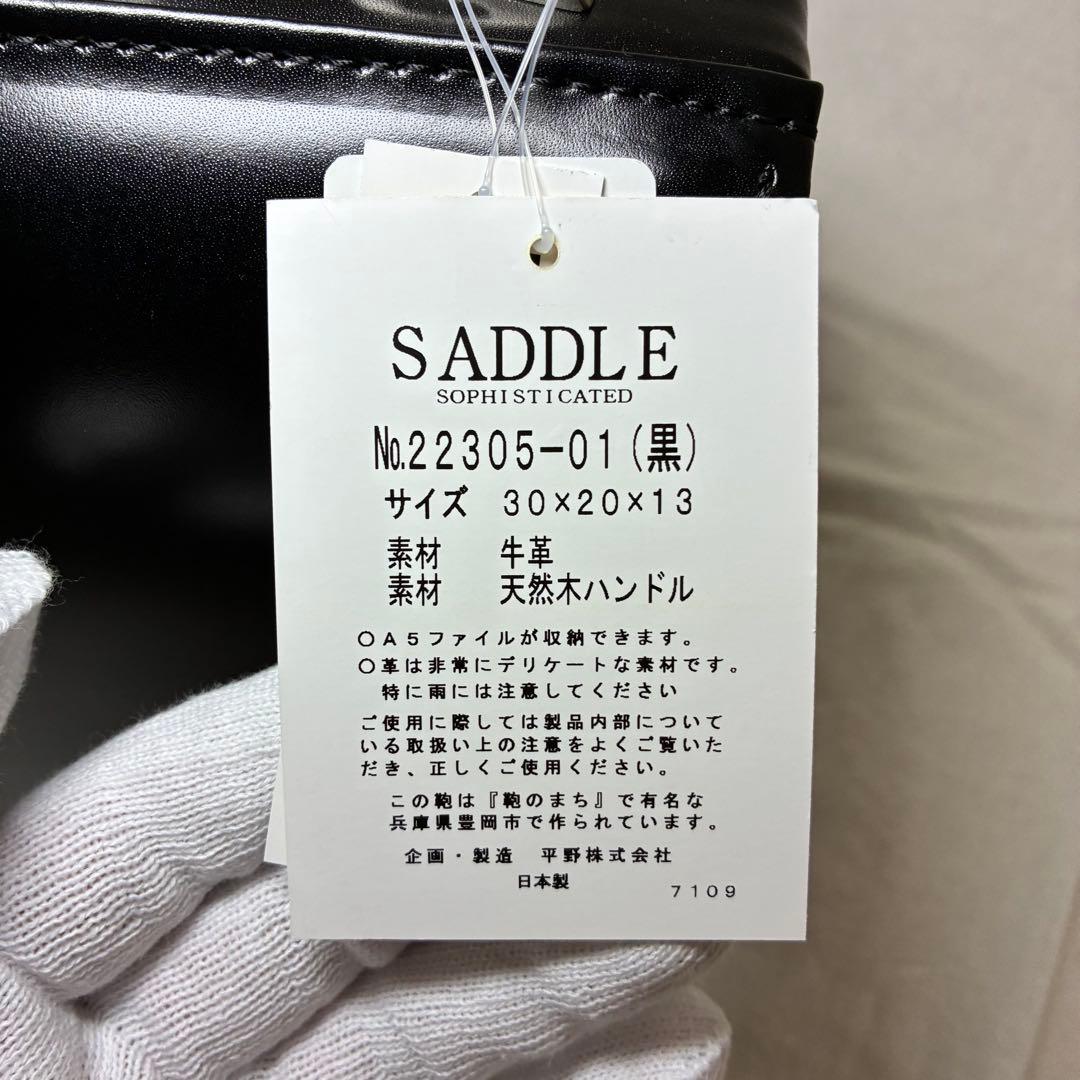 SADDLE
SOPHISTICATED
№.22305-01(黒)
サイズ 30×20×13
素材 牛革
素材 天然木ハンドル
○A5ファイルが収納できます。
○革は非常にデリケートな素材です。
特に雨には注意してください
ご使用に際しては製品内部について
いる取扱い上の注意をよくご覧いた
だき、正しくご使用ください。
この鞄は『鞄のまち』で有名な
兵庫県豊岡市で作られています。
企画・製造 平野株式会社
日本製
7109